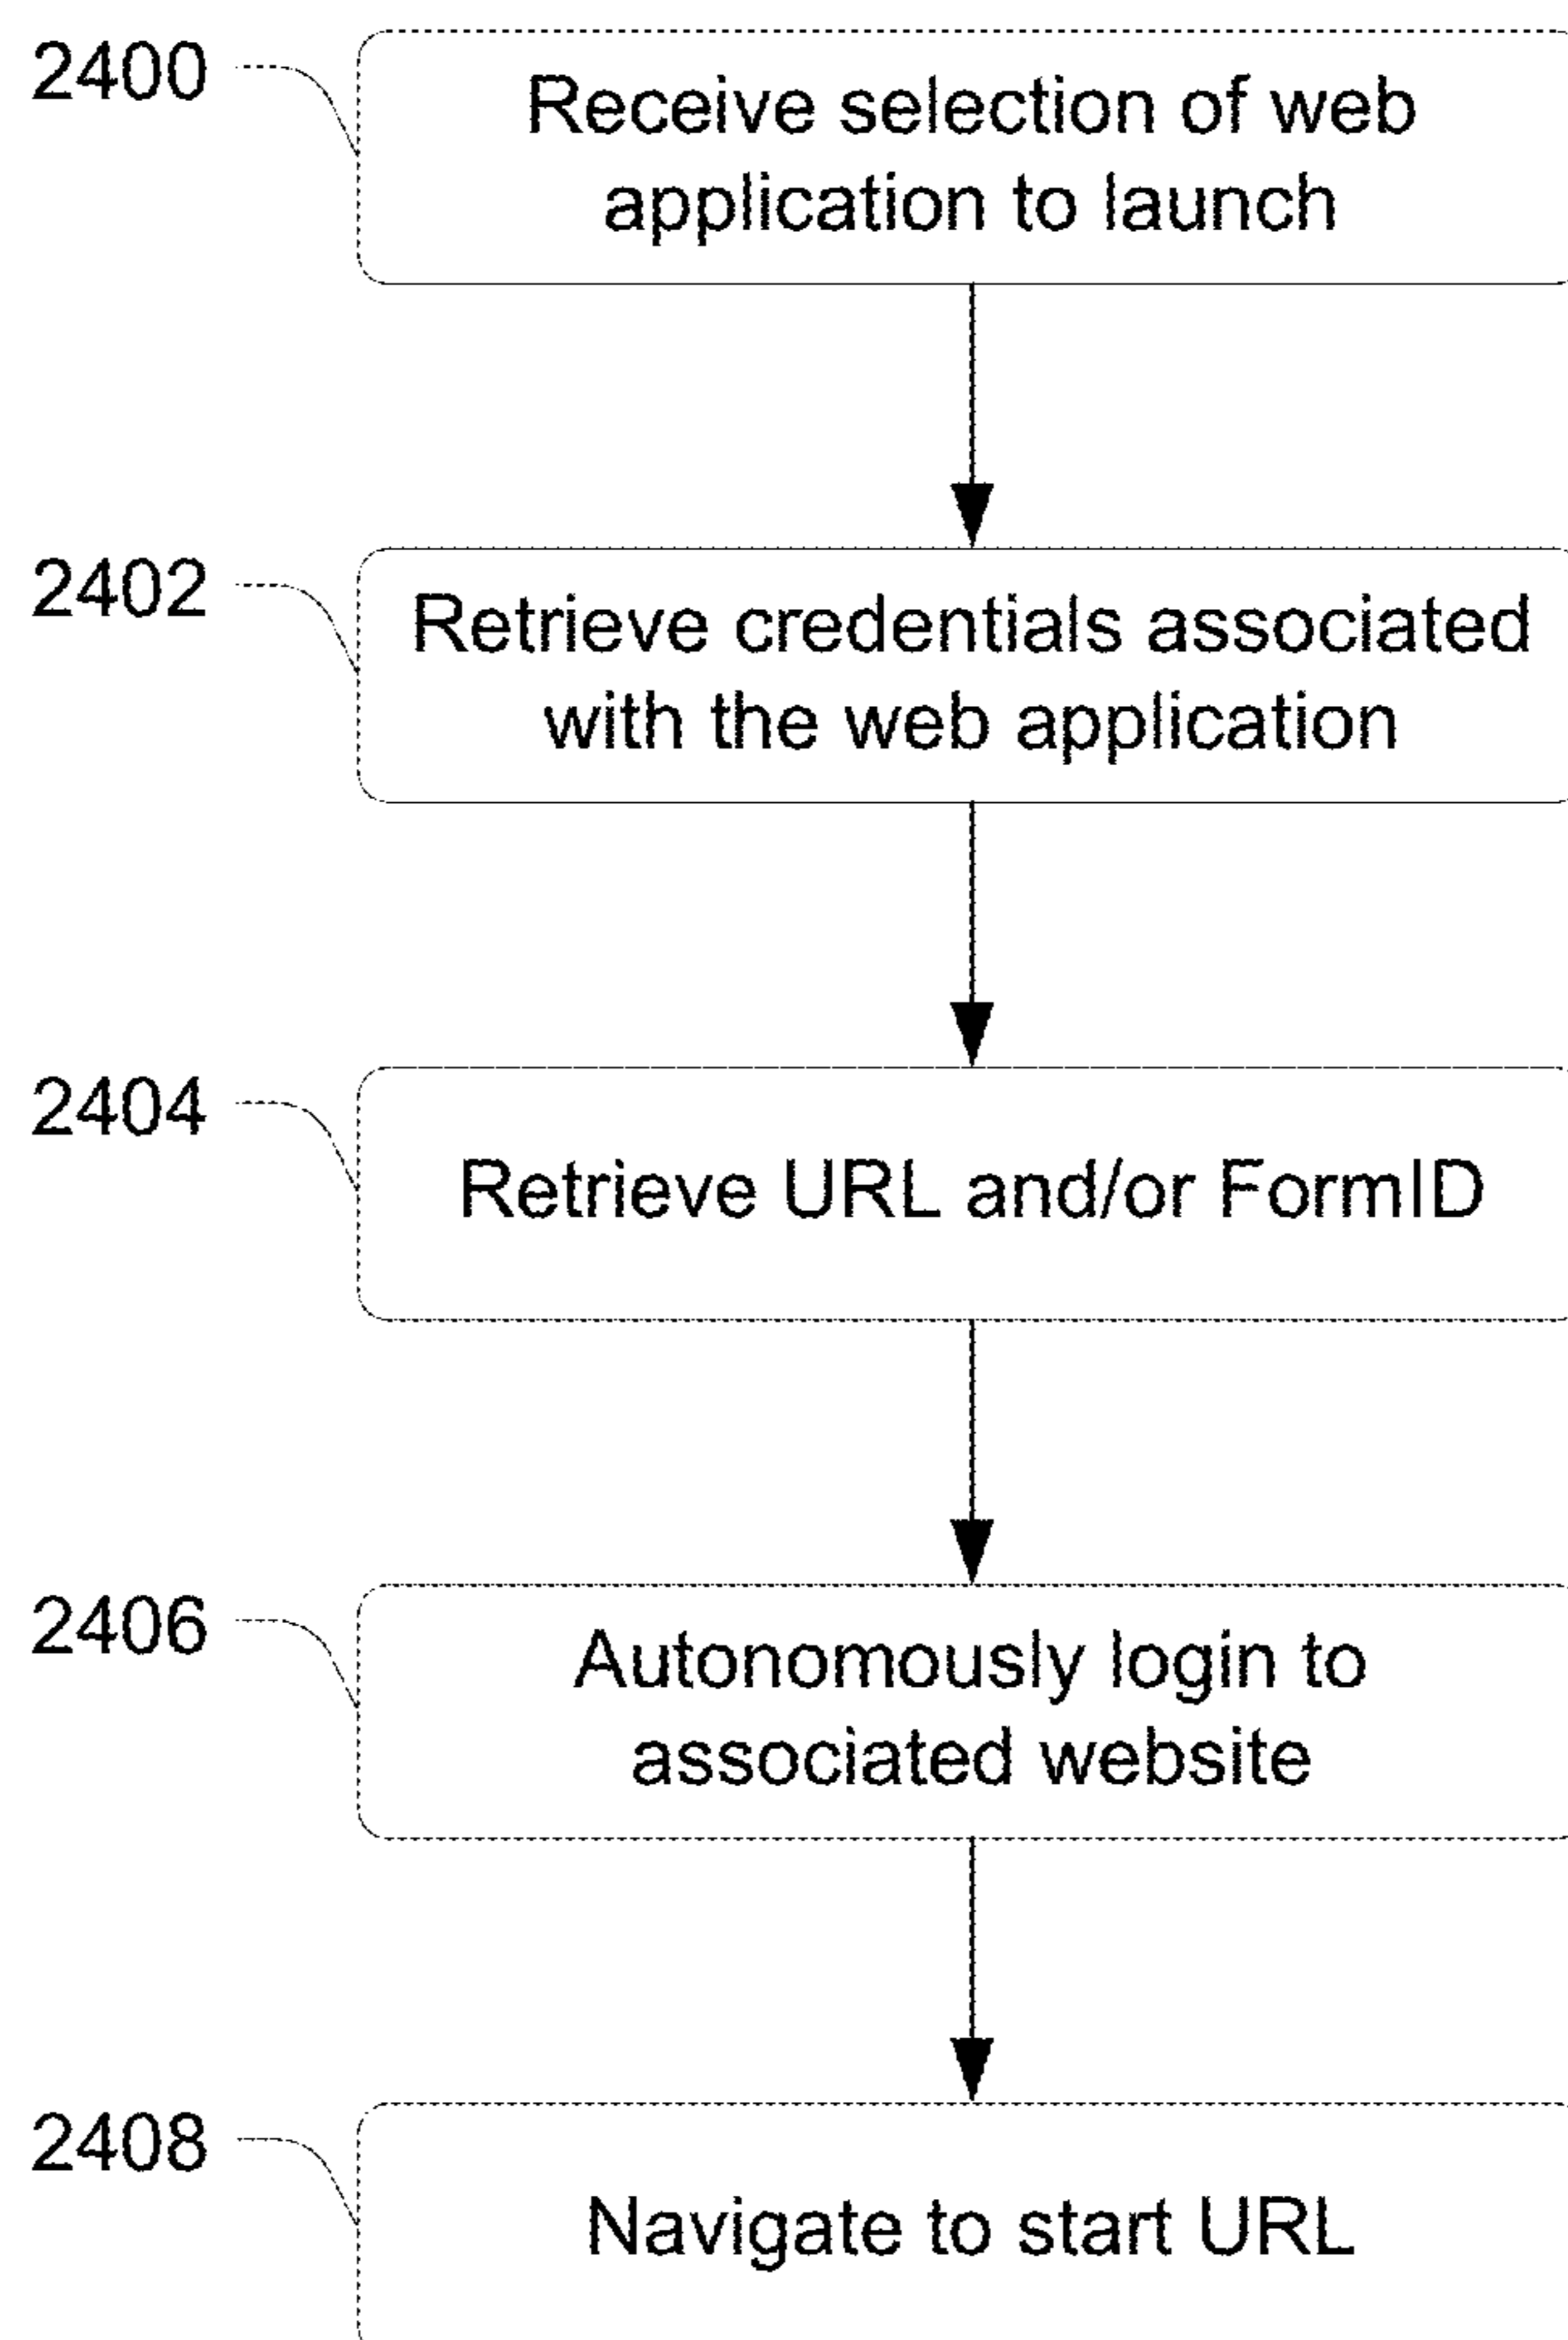 2400
Receive selection of web
application to launch
2402
Retrieve credentials associated
with the web application
2404
Retrieve URL and/or FormID
2406
Autonomously login to
associated website
2408
Navigate to start URL